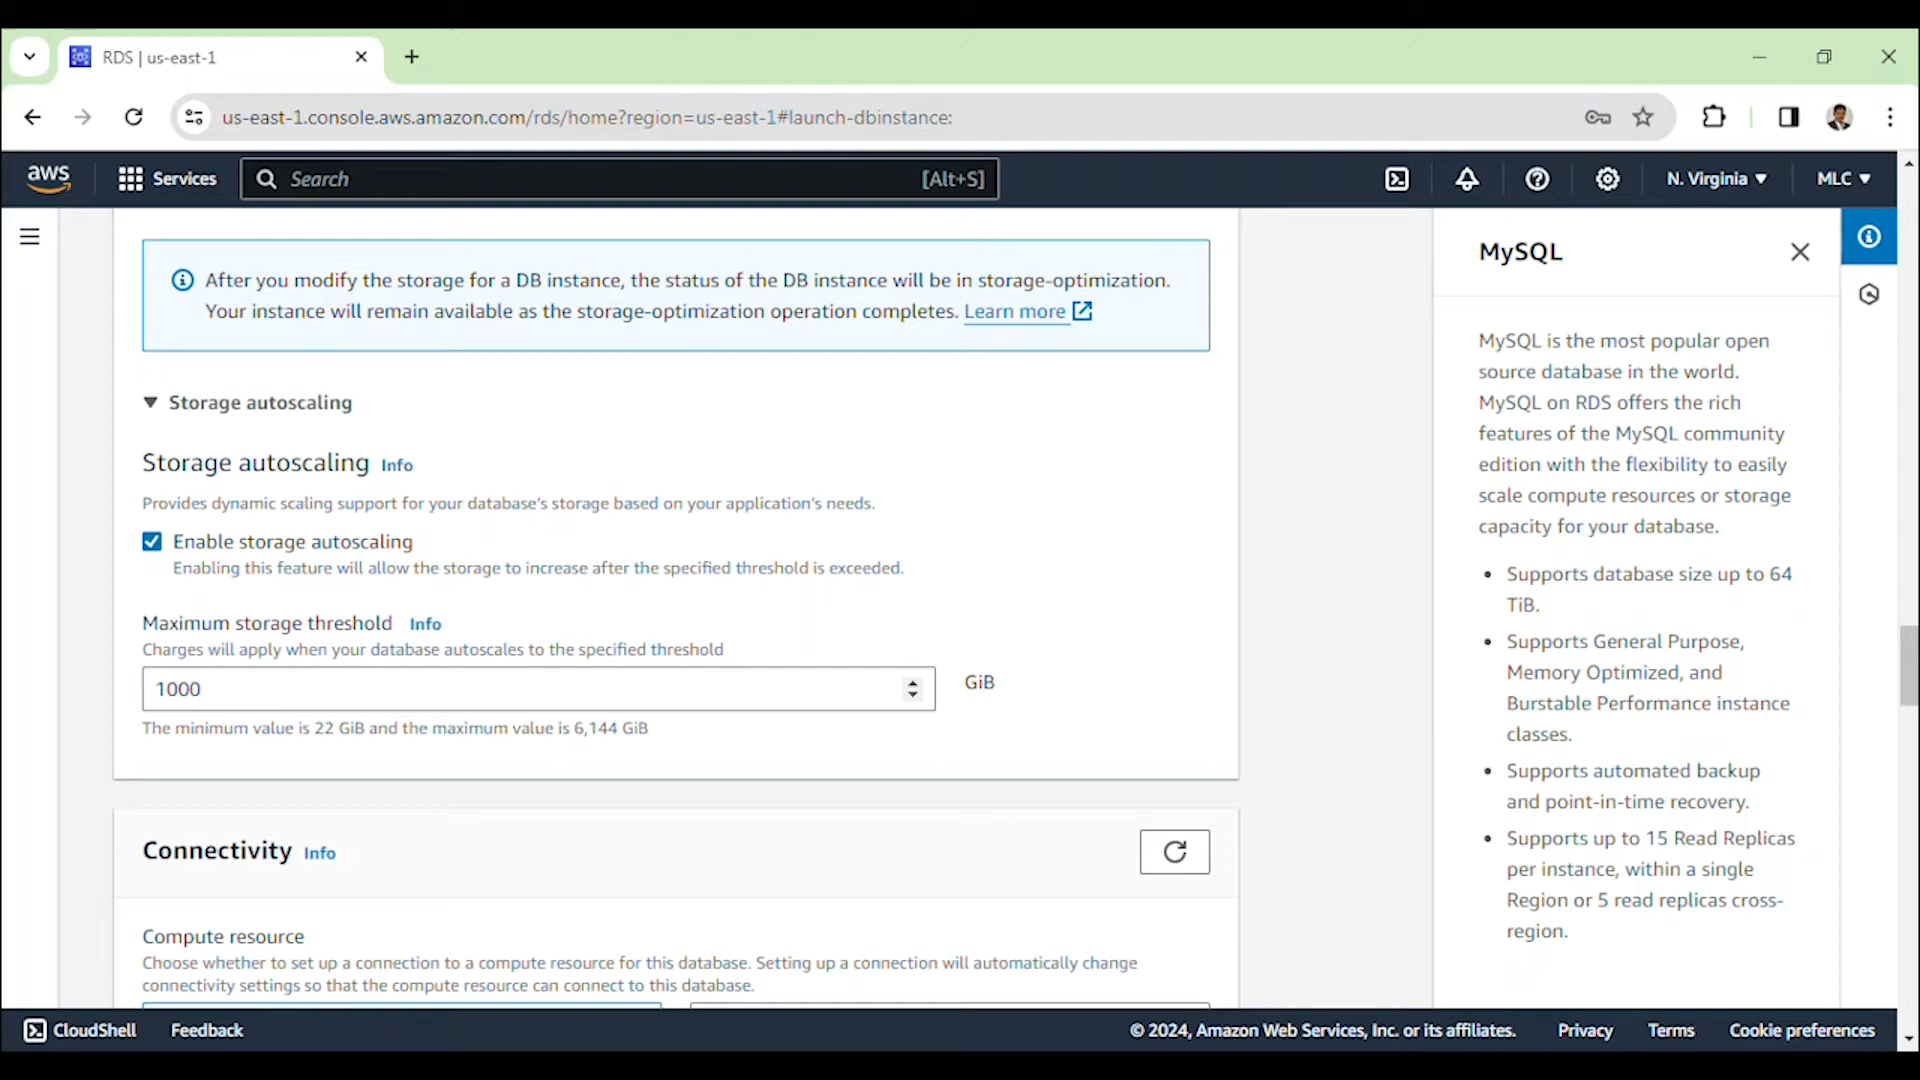 RDS | us-east-1
us-east-1.console.aws.amazon.com/rds/home?region=us-east-1#launch-dbinstance:
aws
Services
Search
[Alt+S]
N. Virginia
MLC
After you modify the storage for a DB instance, the status of the DB instance will be in storage-optimization.
Your instance will remain available as the storage-optimization operation completes. Learn more
Storage autoscaling
Storage autoscaling Info
Provides dynamic scaling support for your database's storage based on your application's needs.
Enable storage autoscaling
Enabling this feature will allow the storage to increase after the specified threshold is exceeded.
Maximum storage threshold Info
Charges will apply when your database autoscales to the specified threshold
1000
GiB
The minimum value is 22 GiB and the maximum value is 6,144 GiB
Connectivity Info
Compute resource
Choose whether to set up a connection to a compute resource for this database. Setting up a connection will automatically change
connectivity settings so that the compute resource can connect to this database.
MySQL
MySQL is the most popular open
source database in the world.
MySQL on RDS offers the rich
features of the MySQL community
edition with the flexibility to easily
scale compute resources or storage
capacity for your database.
• Supports database size up to 64
TiB.
• Supports General Purpose,
Memory Optimized, and
Burstable Performance instance
classes.
• Supports automated backup
and point-in-time recovery.
• Supports up to 15 Read Replicas
per instance, within a single
Region or 5 read replicas cross-
region.
CloudShell
Feedback
© 2024, Amazon Web Services, Inc. or its affiliates.
Privacy
Terms
Cookie preferences